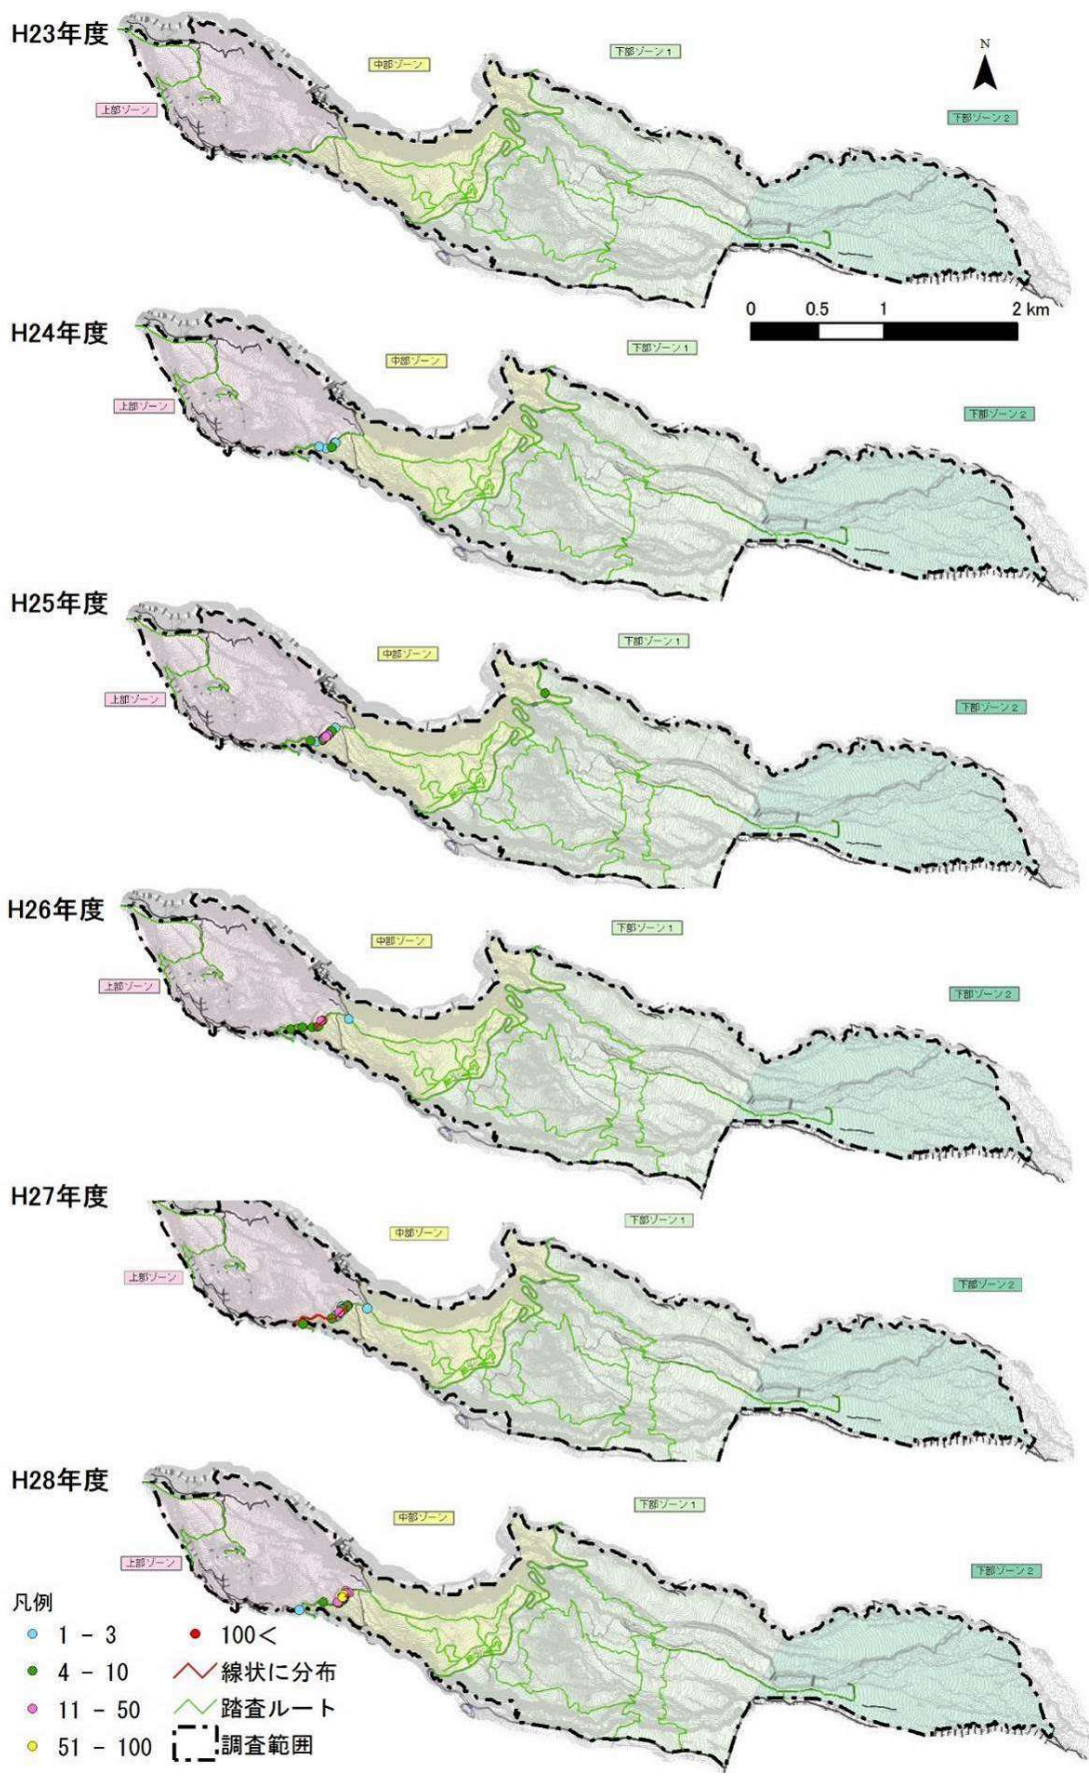 H23年度
中部ゾーン
下部ゾーン1
N
上部ゾーン
下部ゾーン2
0 0.5 1 2 km
H24年度
中部ゾーン
下部ゾーン1
上部ゾーン
下部ゾーン2
H25年度
中部ゾーン
下部ゾーン1
上部ゾーン
下部ゾーン2
H26年度
中部ゾーン
下部ゾーン1
上部ゾーン
下部ゾーン2
H27年度
中部ゾーン
下部ゾーン1
上部ゾーン
下部ゾーン2
H28年度
中部ゾーン
下部ゾーン1
上部ゾーン
下部ゾーン2
凡例
1 - 3
4 - 10
11 - 50
51 - 100
100<
線状に分布
踏査ルート
調査範囲